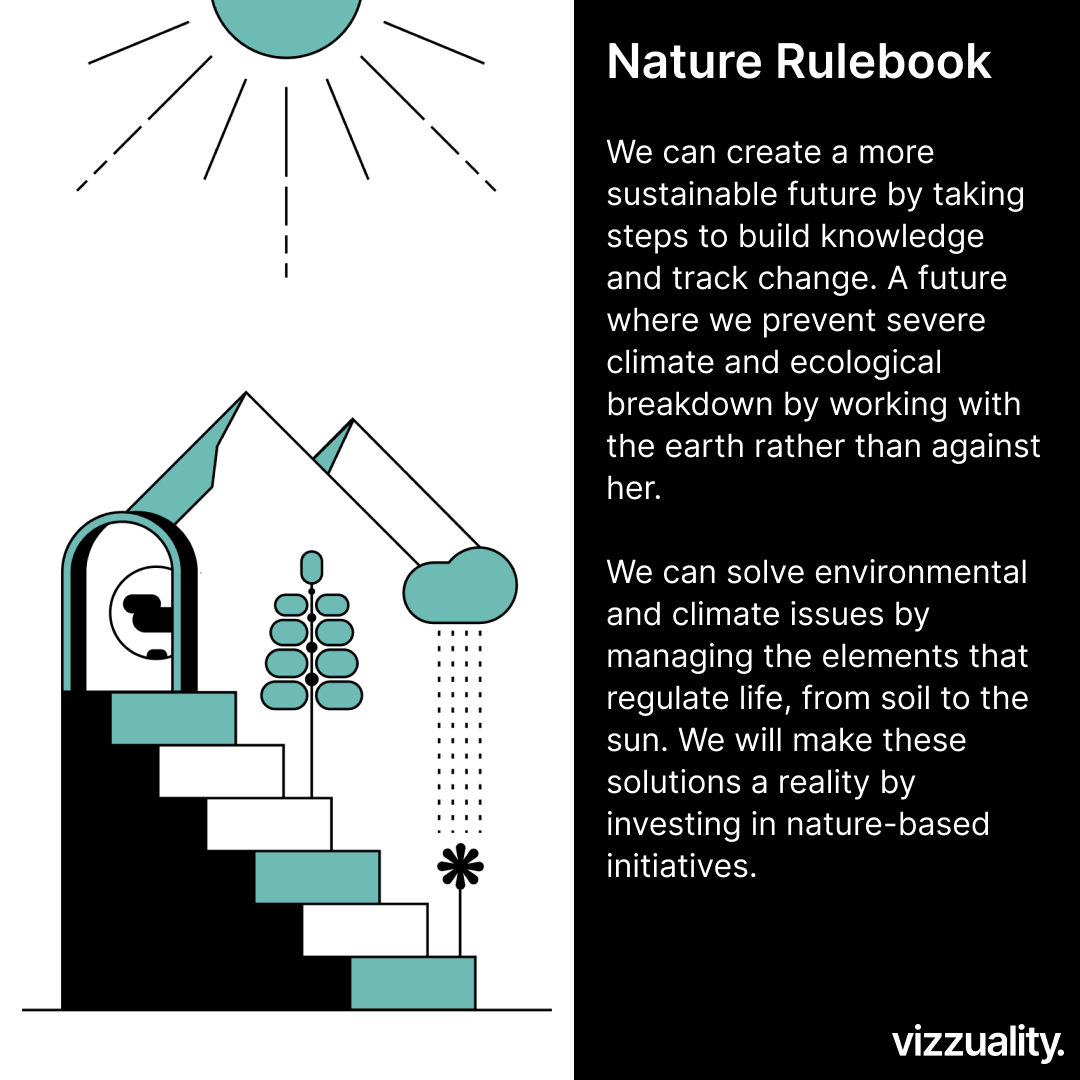 Nature Rulebook
We can create a more
sustainable future by taking
steps to build knowledge
and track change. A future
where we prevent severe
climate and ecological
breakdown by working with
the earth rather than against
her.
We can solve environmental
and climate issues by
managing the elements that
regulate life, from soil to the
sun. We will make these
solutions a reality by
investing in nature-based
initiatives.
vizzuality.